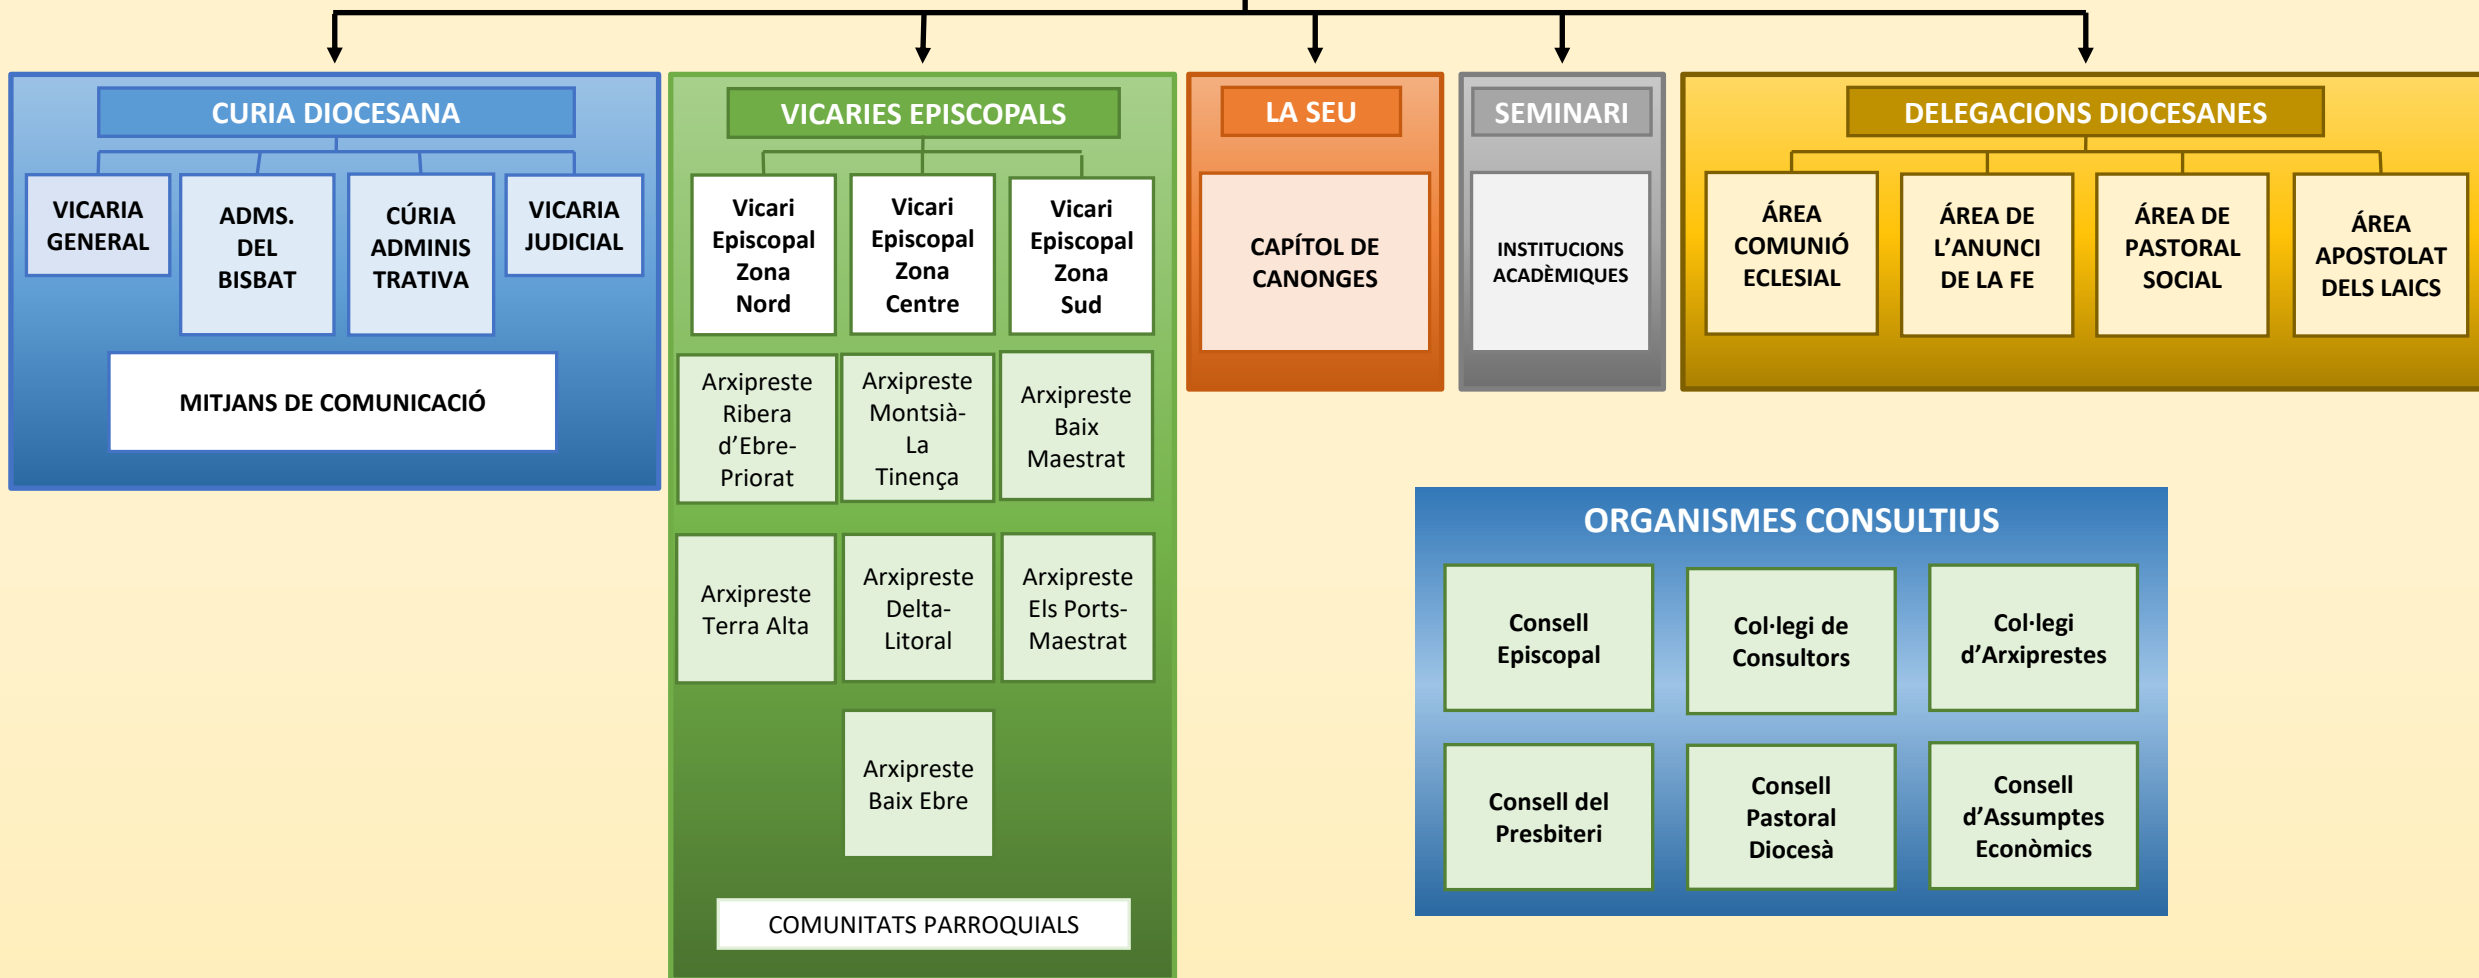 CURIA DIOCESANA
VICARIA
GENERAL
ADMS.
DEL
BISBAT
CÚRIA
ADMINIS
TRATIVA
VICARIA
JUDICIAL
MITJANS DE COMUNICACIÓ
VICARIES EPISCOPALS
Vicari
Episcopal
Zona
Nord
Vicari
Episcopal
Zona
Centre
Vicari
Episcopal
Zona
Sud
Arxipreste
Ribera
d’Ebre-
Priorat
Arxipreste
Montsià-
La
Tinença
Arxipreste
Baix
Maestrat
Arxipreste
Terra Alta
Arxipreste
Delta-
Litoral
Arxipreste
Els Ports-
Maestrat
Arxipreste
Baix Ebre
COMUNITATS PARROQUIALS
LA SEU
CAPÍTOL DE
CANONGES
SEMINARI
INSTITUCIONS
ACADÈMIQUES
DELEGACIONS DIOCESANES
ÁREA
COMUNIÓ
ECLESIAL
ÁREA DE
L’ANUNCI
DE LA FE
ÁREA DE
PASTORAL
SOCIAL
ÁREA
APOSTOLAT
DELS LAICS
ORGANISMES CONSULTIUS
Consell
Episcopal
Col·legi de
Consultors
Col·legi
d’Arxiprestes
Consell del
Presbiteri
Consell
Pastoral
Diocesà
Consell
d’Assumptes
Econòmics